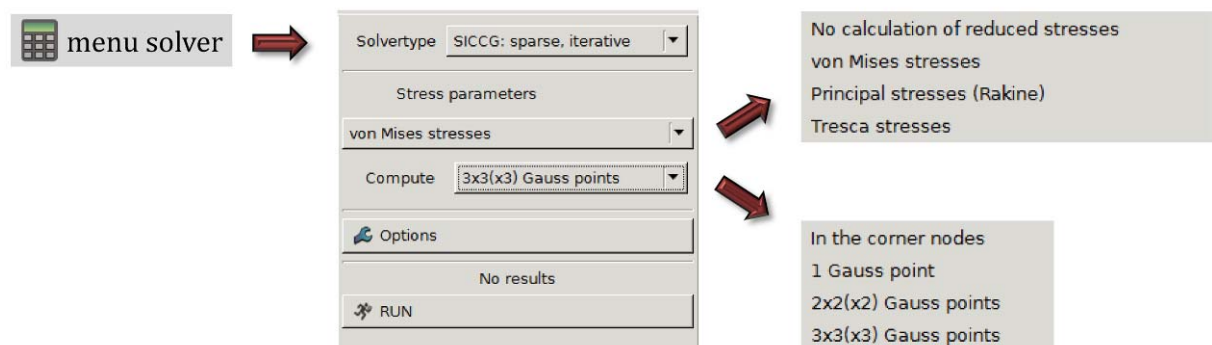 menu solver
Solvertype SICCG: sparse, iterative
Stress parameters
von Mises stresses
Compute 3x3(x3) Gauss points
Options
No results
RUN
No calculation of reduced stresses
von Mises stresses
Principal stresses (Rakine)
Tresca stresses
In the corner nodes
1 Gauss point
2x2(x2) Gauss points
3x3(x3) Gauss points